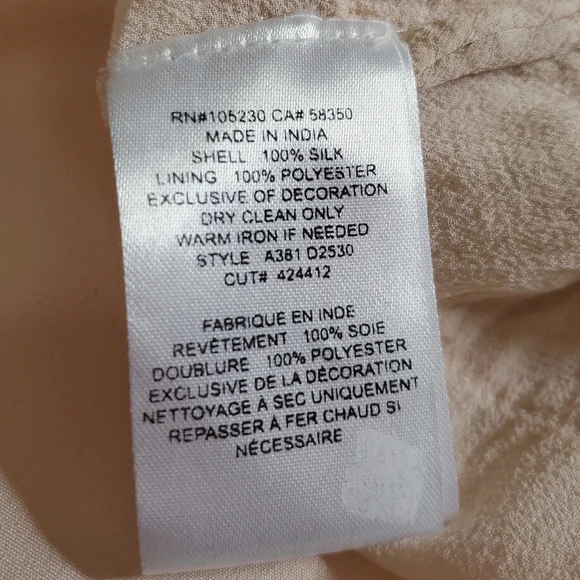 RN#105230 CA# 58350
MADE IN INDIA
SHELL 100% SILK
LINING 100% POLYESTER
EXCLUSIVE OF DECORATION
DRY CLEAN ONLY
WARM IRON IF NEEDED
STYLE A381 D2530
CUT# 424412
FABRIQUE EN INDE
REVÊTEMENT 100% SOIE
DOUBLURE 100% POLYESTER
EXCLUSIVE DE LA DÉCORATION
NETTOYAGE À SEC UNIQUEMENT
REPASSER À FER CHAUD SI
NÉCESSAIRE